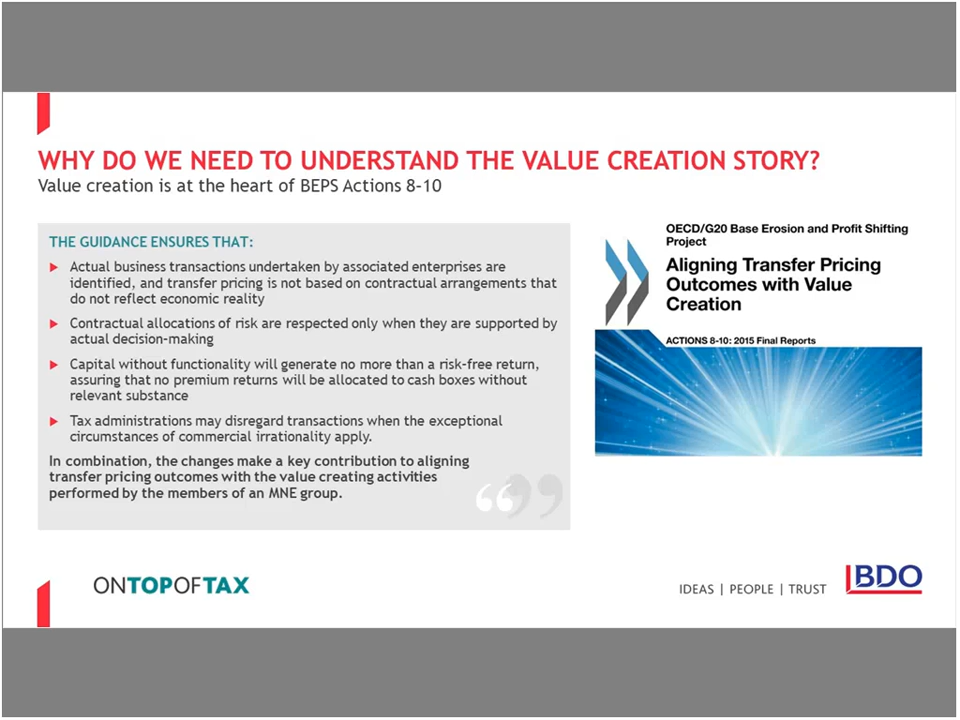 WHY DO WE NEED TO UNDERSTAND THE VALUE CREATION STORY?
Value creation is at the heart of BEPS Actions 8-10
THE GUIDANCE ENSURES THAT:
Actual business transactions undertaken by associated enterprises are
identified, and transfer pricing is not based on contractual arrangements that
do not reflect economic reality
Contractual allocations of risk are respected only when they are supported by
actual decision-making
Capital without functionality will generate no more than a risk-free return,
assuring that no premium returns will be allocated to cash boxes without
relevant substance
Tax administrations may disregard transactions when the exceptional
circumstances of commercial irrationality apply.
In combination, the changes make a key contribution to aligning
transfer pricing outcomes with the value creating activities
performed by the members of an MNE group.
OECD/G20 Base Erosion and Profit Shifting
Project
Aligning Transfer Pricing
Outcomes with Value
Creation
ACTIONS 8-10: 2015 Final Reports
ONTOPOFTAX
IDEAS | PEOPLE | TRUST
BDO